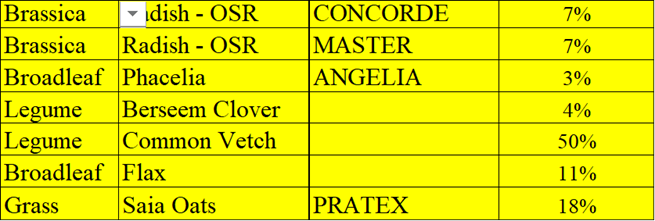 Brassica adish - OSR CONCORDE 7%
Brassica Radish - OSR MASTER 7%
Broadleaf Phacelia ANGELIA 3%
Legume Berseem Clover 4%
Legume Common Vetch 50%
Broadleaf Flax 11%
Grass Saia Oats PRATEX 18%